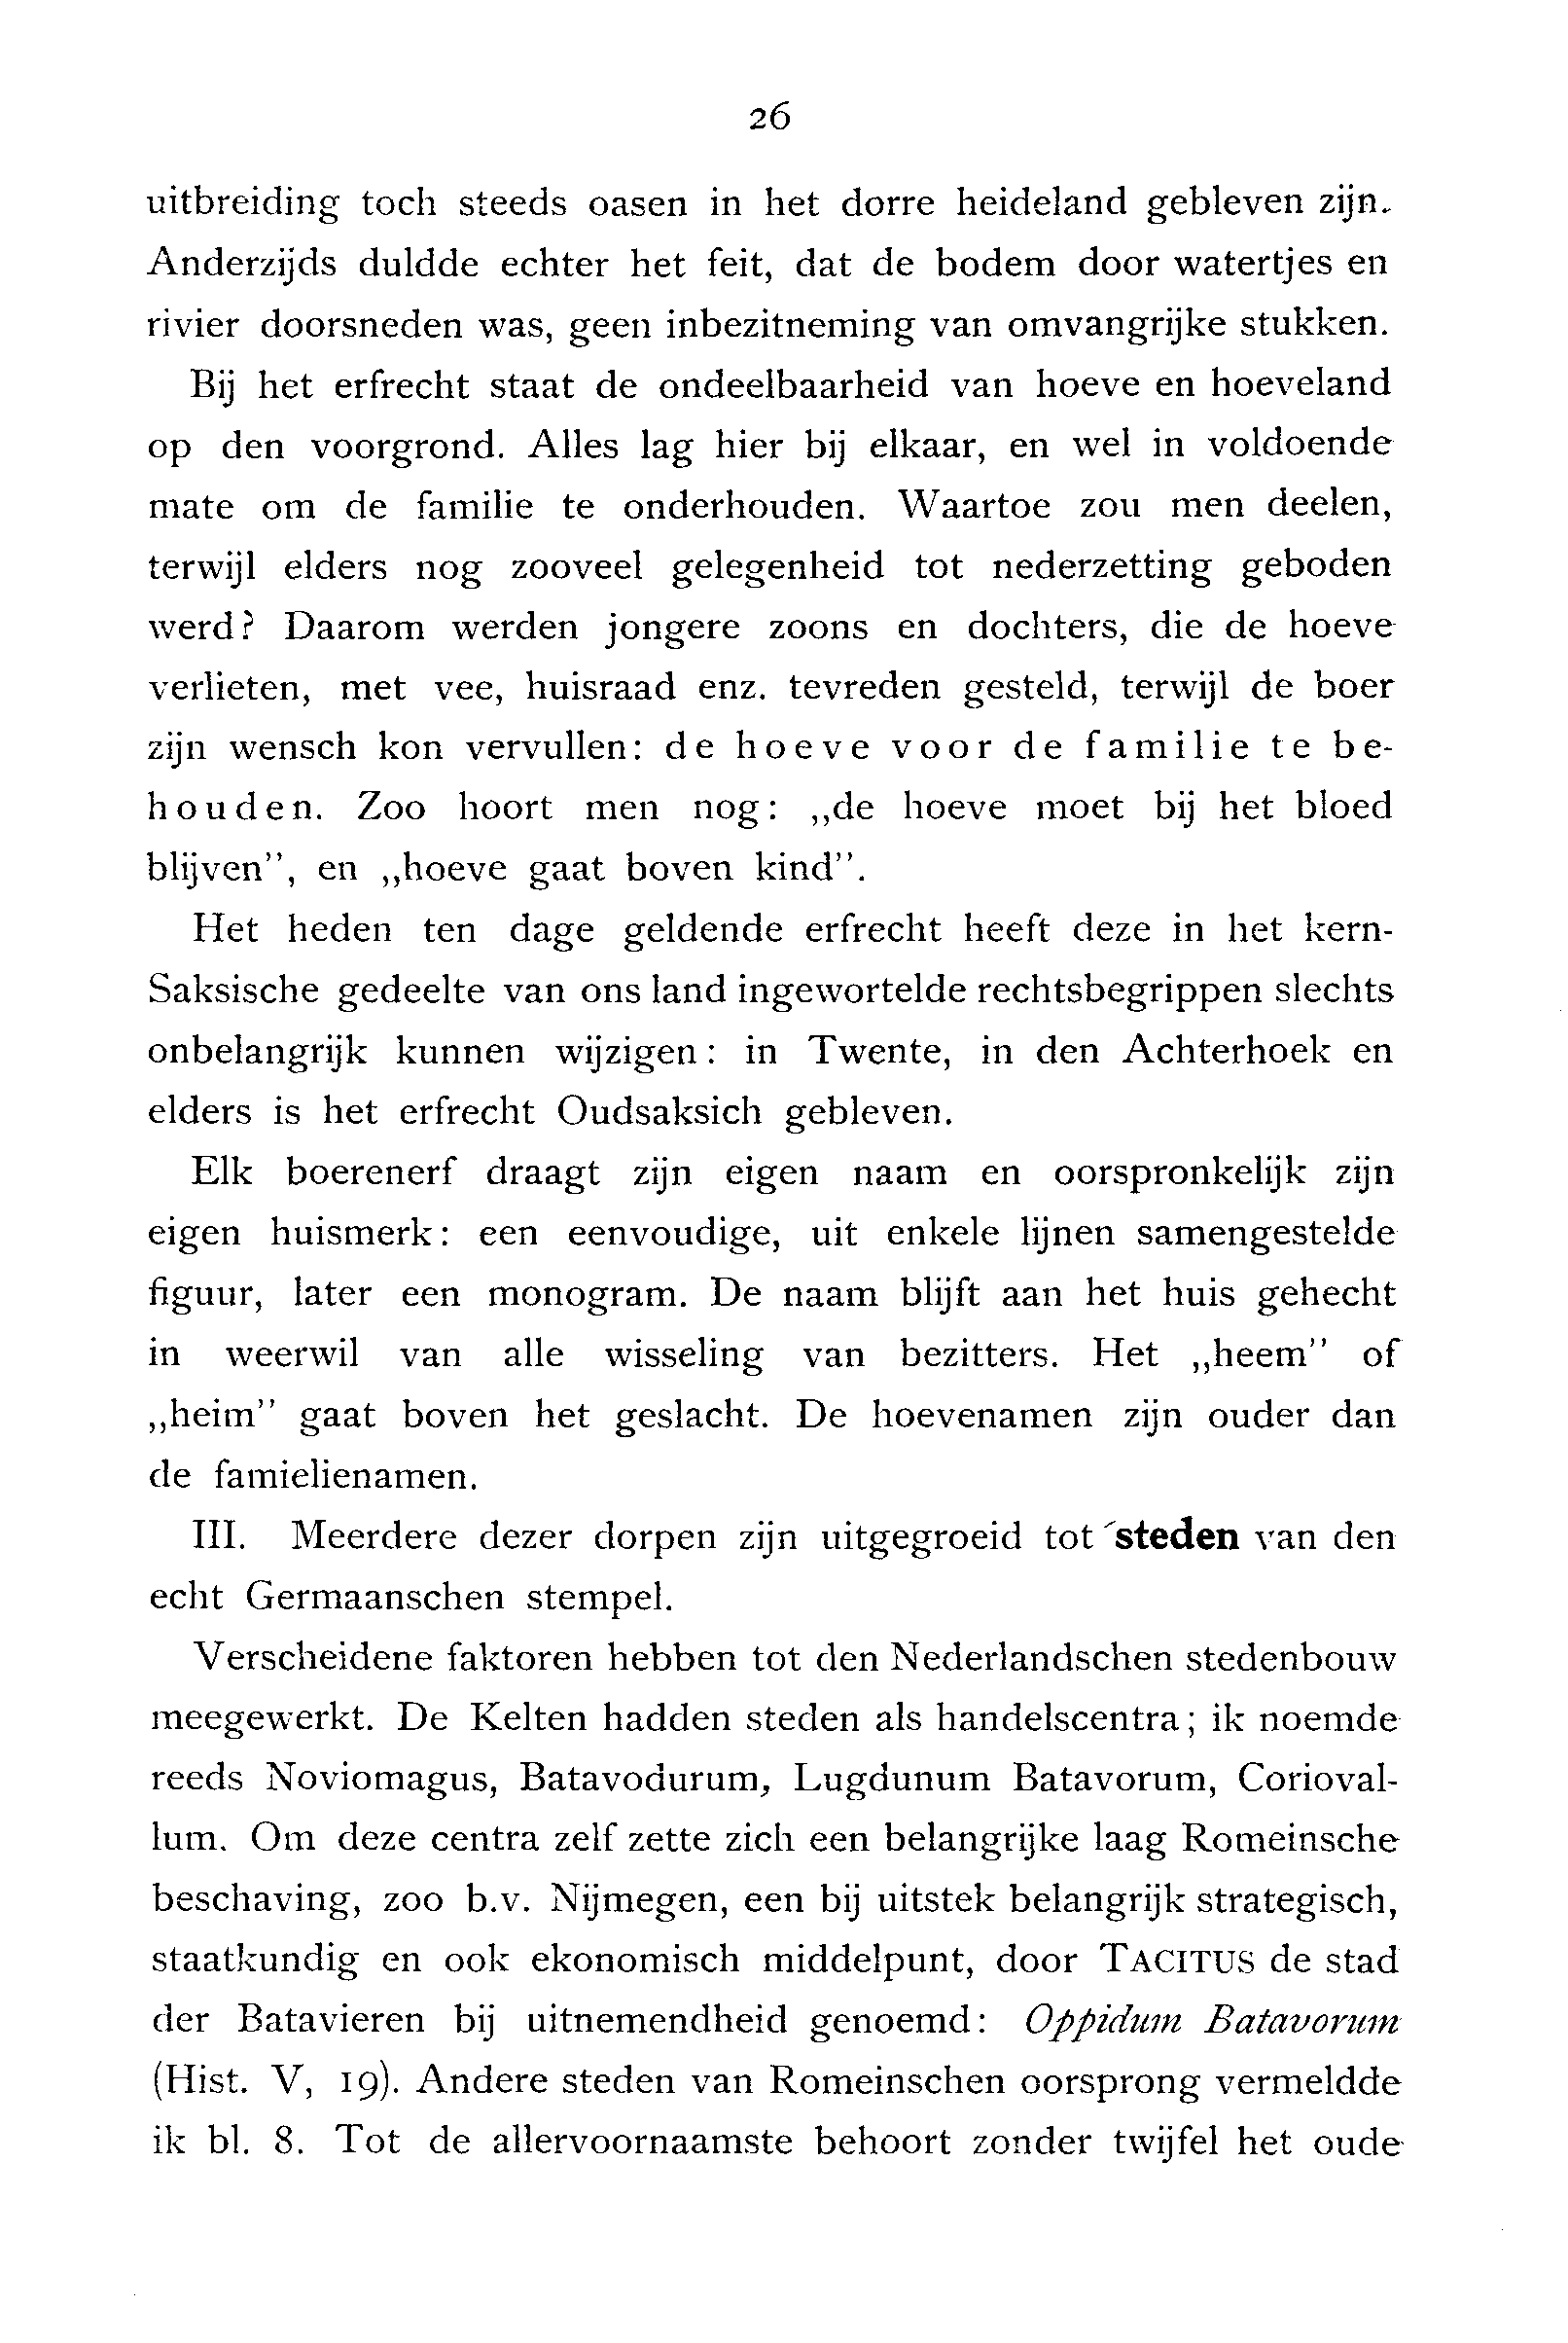 26
uitbreiding toch steeds oasen in het dorre heideland gebleven zijn.
Anderzijds duldde echter het feit, dat de bodem door watertjes en
rivier doorsneden was, geen inbezitneming van omvangrijke stukken.
Bij het erfrecht staat de ondeelbaarheid van hoeve en hoeveland
op den voorgrond. Alles lag hier bij elkaar, en wel in voldoende
mate om de familie te onderhouden. Waartoe zou men deelen,
terwijl elders nog zooveel gelegenheid tot nederzetting geboden
werd? Daarom werden jongere zoons en dochters, die de hoeve
verlieten, met vee, huisraad enz. tevreden gesteld, terwijl de boer
zijn wensch kon vervullen: de hoeve voor de familie te be-
houden. Zoo hoort men nog: „de hoeve moet bij het bloed
blijven”, en „hoeve gaat boven kind”.
Het heden ten dage geldende erfrecht heeft deze in het kern-
Saksische gedeelte van ons land ingewortelde rechtsbegrippen slechts
onbelangrijk kunnen wijzigen: in Twente, in den Achterhoek en
elders is het erfrecht Oudsaksich gebleven.
Elk boerenerf draagt zijn eigen naam en oorspronkelijk zijn
eigen huismerk: een eenvoudige, uit enkele lijnen samengestelde
figuur, later een monogram. De naam blijft aan het huis gehecht
in weerwil van alle wisseling van bezitters. Het „heem” of
„heim” gaat boven het geslacht. De hoevenamen zijn ouder dan
de famielienamen.
III. Meerdere dezer dorpen zijn uitgegroeid tot steden van den
echt Germaanschen stempel.
Verscheidene faktoren hebben tot den Nederlandschen stedenbouw
meegewerkt. De Kelten hadden steden als handelscentra; ik noemde
reeds Noviomagus, Batavodurum, Lugdunum Batavorum, Corioval-
lum. Om deze centra zelf zette zich een belangrijke laag Romeinsche
beschaving, zoo b.v. Nijmegen, een bij uitstek belangrijk strategisch,
staatkundig en ook ekonomisch middelpunt, door TACITUS de stad
der Batavieren bij uitnemendheid genoemd: Oppidum Batavorum
(Hist. V, 19). Andere steden van Romeinschen oorsprong vermeldde
ik bl. 8. Tot de allervoornaamste behoort zonder twijfel het oude